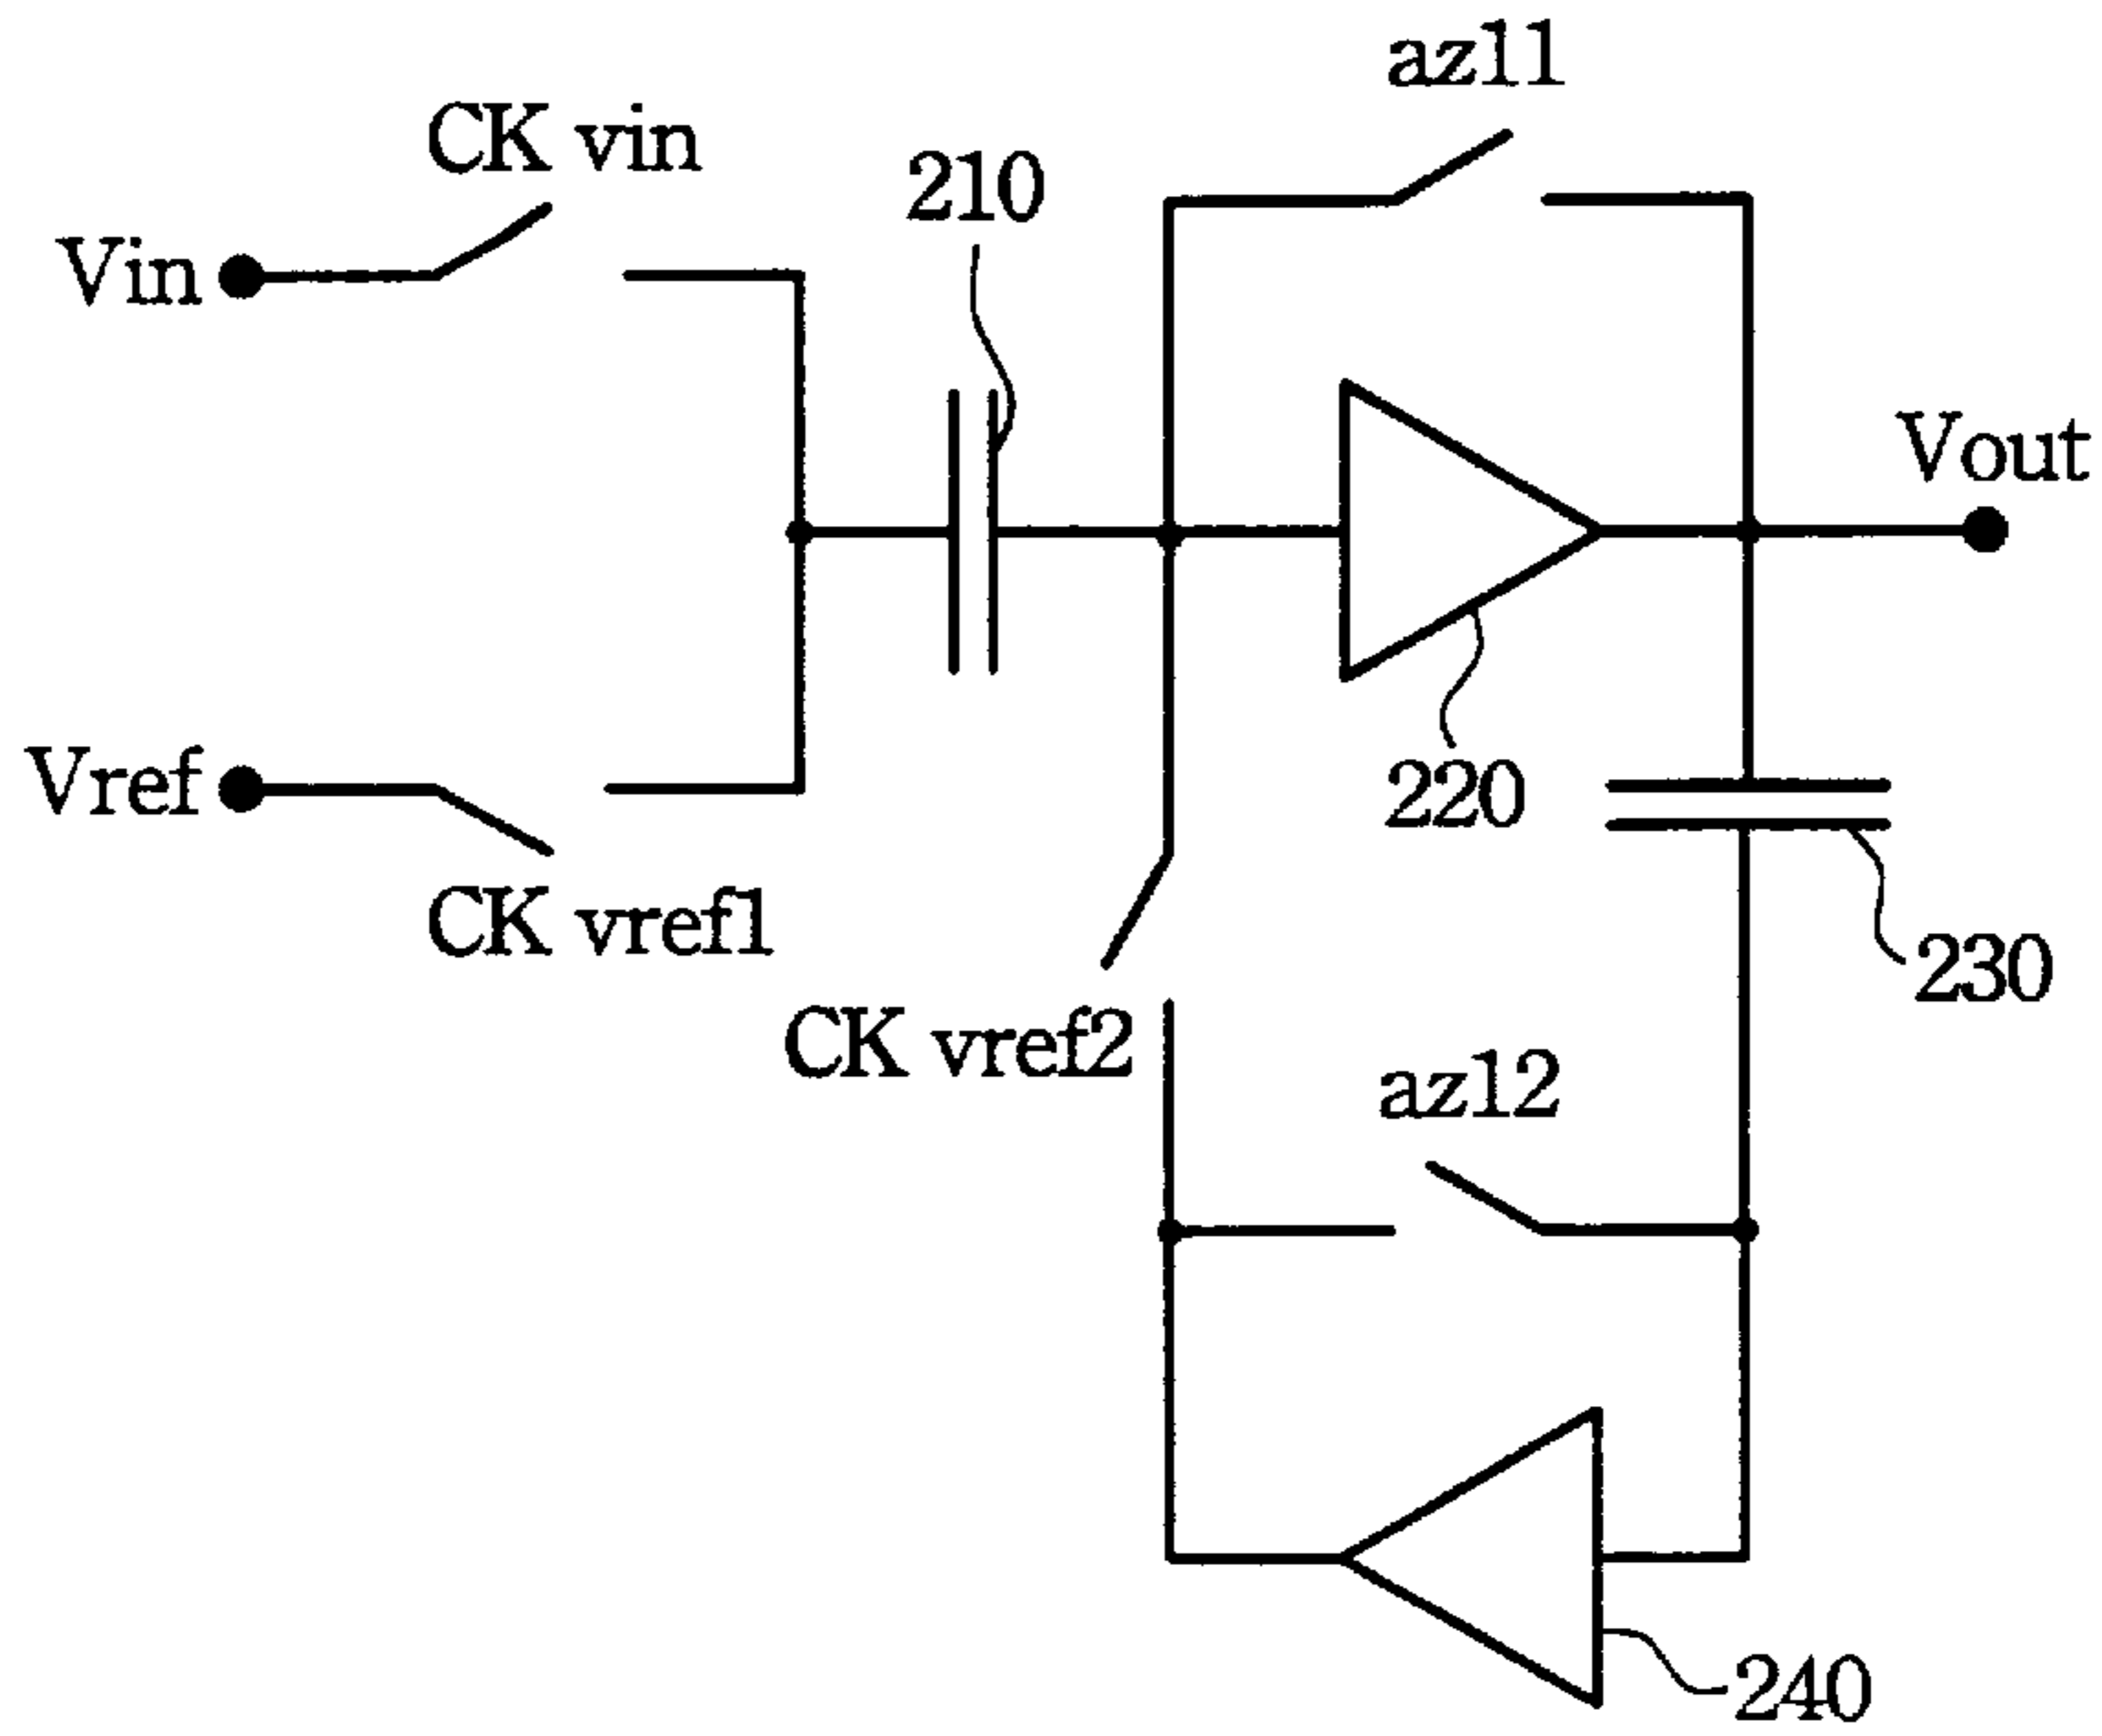 az11
CK vin
210
Vin
Vout
Vref
220
CK vref1
230
CK vref2
az12
240